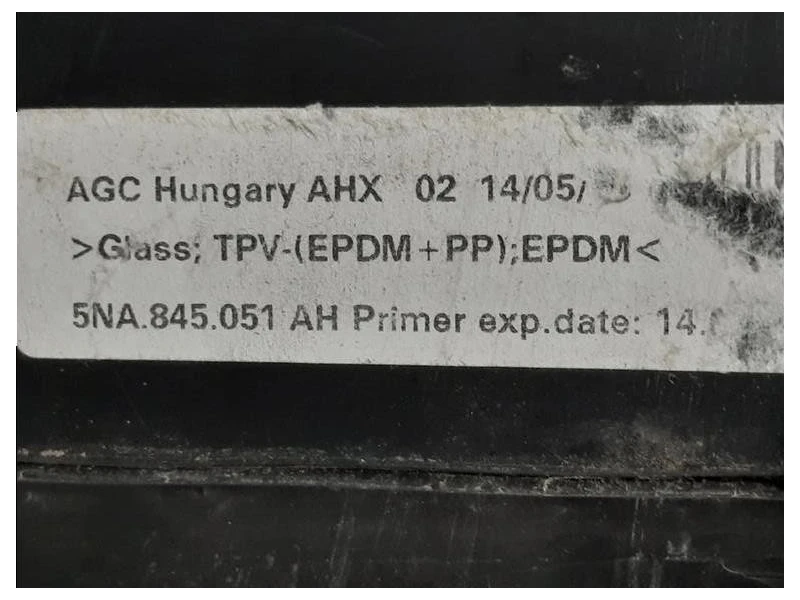 AGC Hungary AHX 02 14/05/
>Glass; TPV-(EPDM+PP);EPDM<
5NA.845.051 AH Primer exp.date: 14.